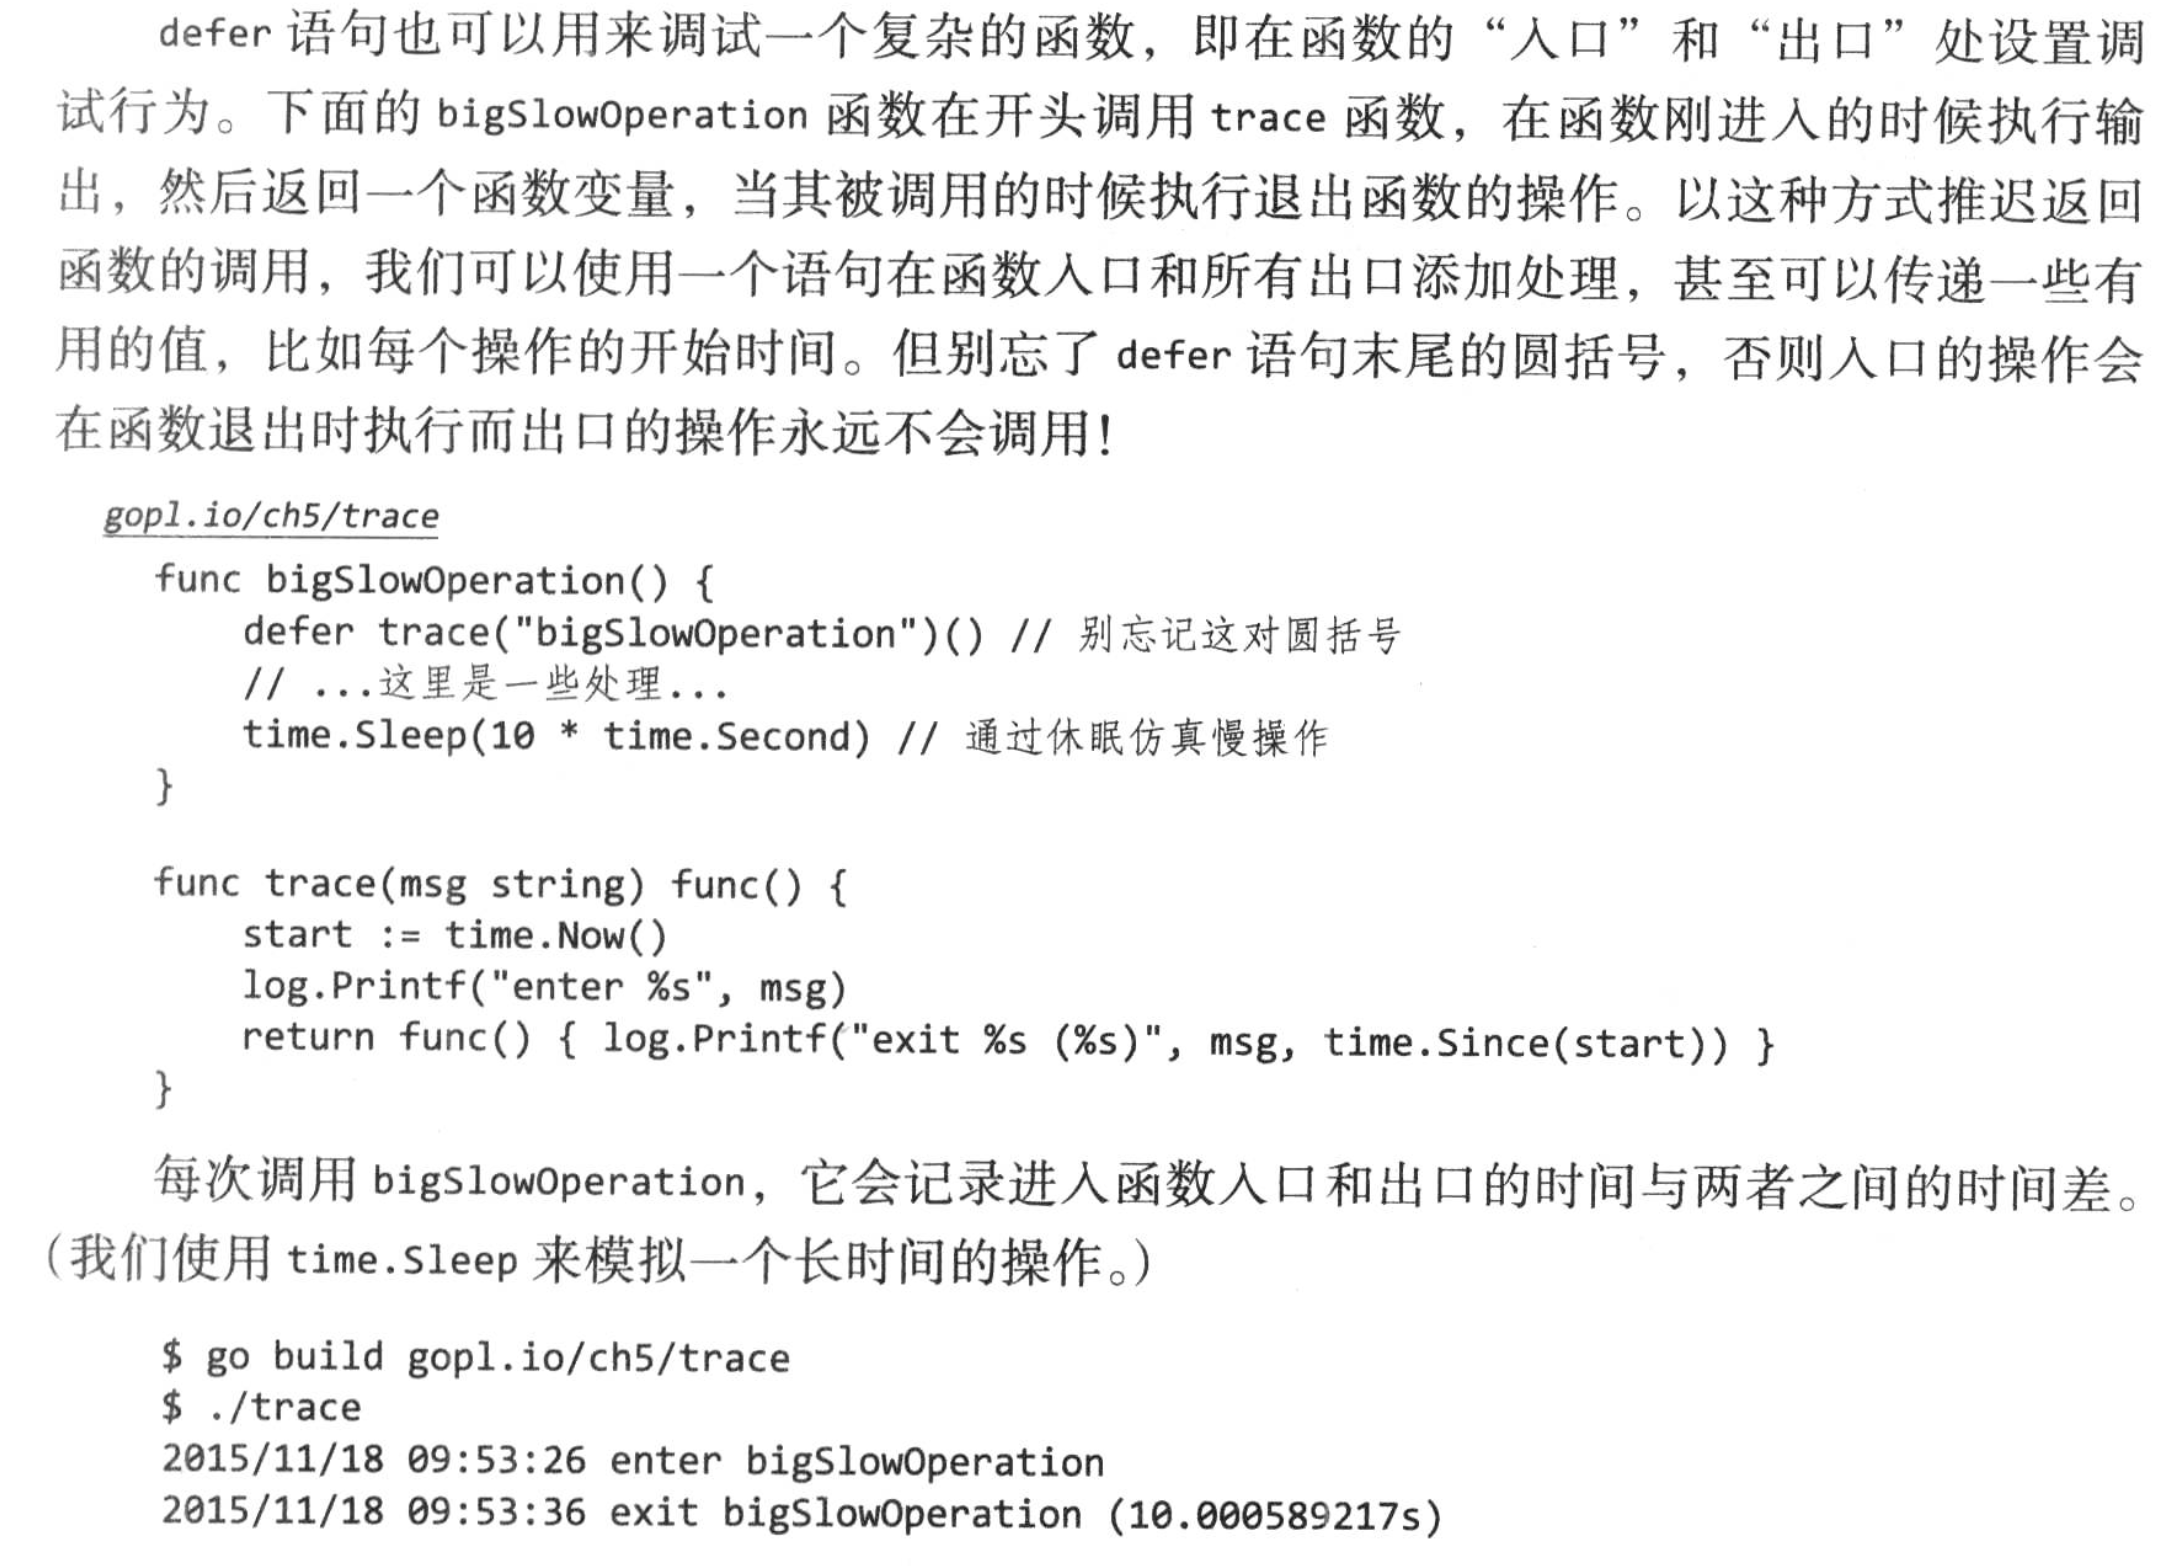 defer 语句也可以用来调试一个复杂的函数，即在函数的“入口”和“出口”处设置调
试行为。下面的 bigSlowOperation 函数在开头调用 trace 函数，在函数刚进入的时候执行输
出，然后返回一个函数变量，当其被调用的时候执行退出函数的操作。以这种方式推迟返回
函数的调用，我们可以使用一个语句在函数入口和所有出口添加处理，甚至可以传递一些有
用的值，比如每个操作的开始时间。但别忘了 defer 语句末尾的圆括号，否则入口的操作会
在函数退出时执行而出口的操作永远不会调用！
gopl.io/ch5/trace
func bigSlowOperation() {
    defer trace("bigSlowOperation")() // 别忘记这对圆括号
    // ...这里是一些处理...
    time.Sleep(10 * time.Second) // 通过休眠仿真慢操作
}
func trace(msg string) func() {
    start := time.Now()
    log.Printf("enter %s", msg)
    return func() { log.Printf("exit %s (%s)", msg, time.Since(start)) }
}
每次调用 bigSlowOperation，它会记录进入函数入口和出口的时间与两者之间的时间差。
（我们使用 time.Sleep 来模拟一个长时间的操作。）
$ go build gopl.io/ch5/trace
$ ./trace
2015/11/18 09:53:26 enter bigSlowOperation
2015/11/18 09:53:36 exit bigSlowOperation (10.000589217s)